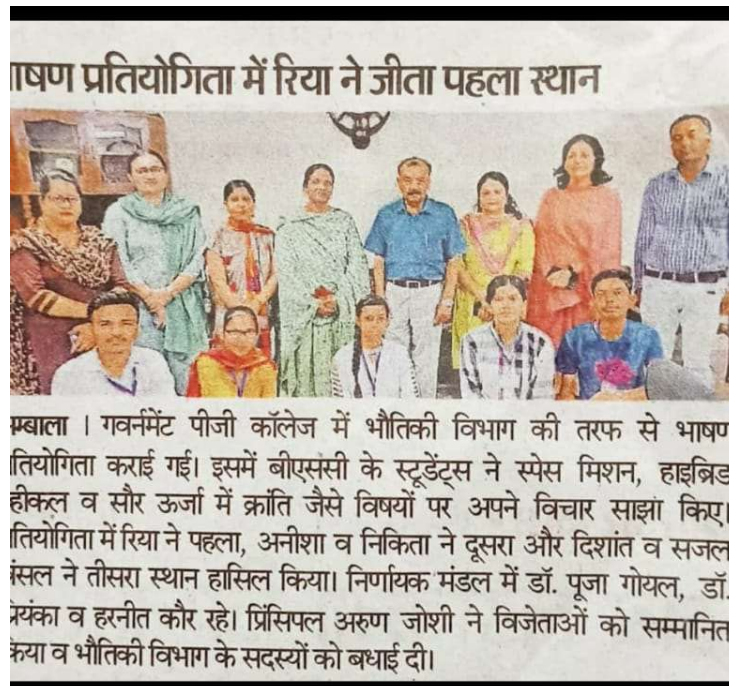 ाषण प्रतियोगिता में रिया ने जीता पहला स्थान
म्बाला । गवर्नमेंट पीजी कॉलेज में भौतिकी विभाग की तरफ से भाषण
तियोगिता कराई गई। इसमें बीएससी के स्टूडेंट्स ने स्पेस मिशन, हाइब्रिड
हीकल व सौर ऊर्जा में क्रांति जैसे विषयों पर अपने विचार साझा किए।
तियोगिता में रिया ने पहला, अनीशा व निकिता ने दूसरा और दिशांत व सजल
ंसल ने तीसरा स्थान हासिल किया। निर्णायक मंडल में डॉ. पूजा गोयल, डॉ.
प्रयंका व हरनीत कौर रहे। प्रिंसिपल अरुण जोशी ने विजेताओं को सम्मानित
कया व भौतिकी विभाग के सदस्यों को बधाई दी।